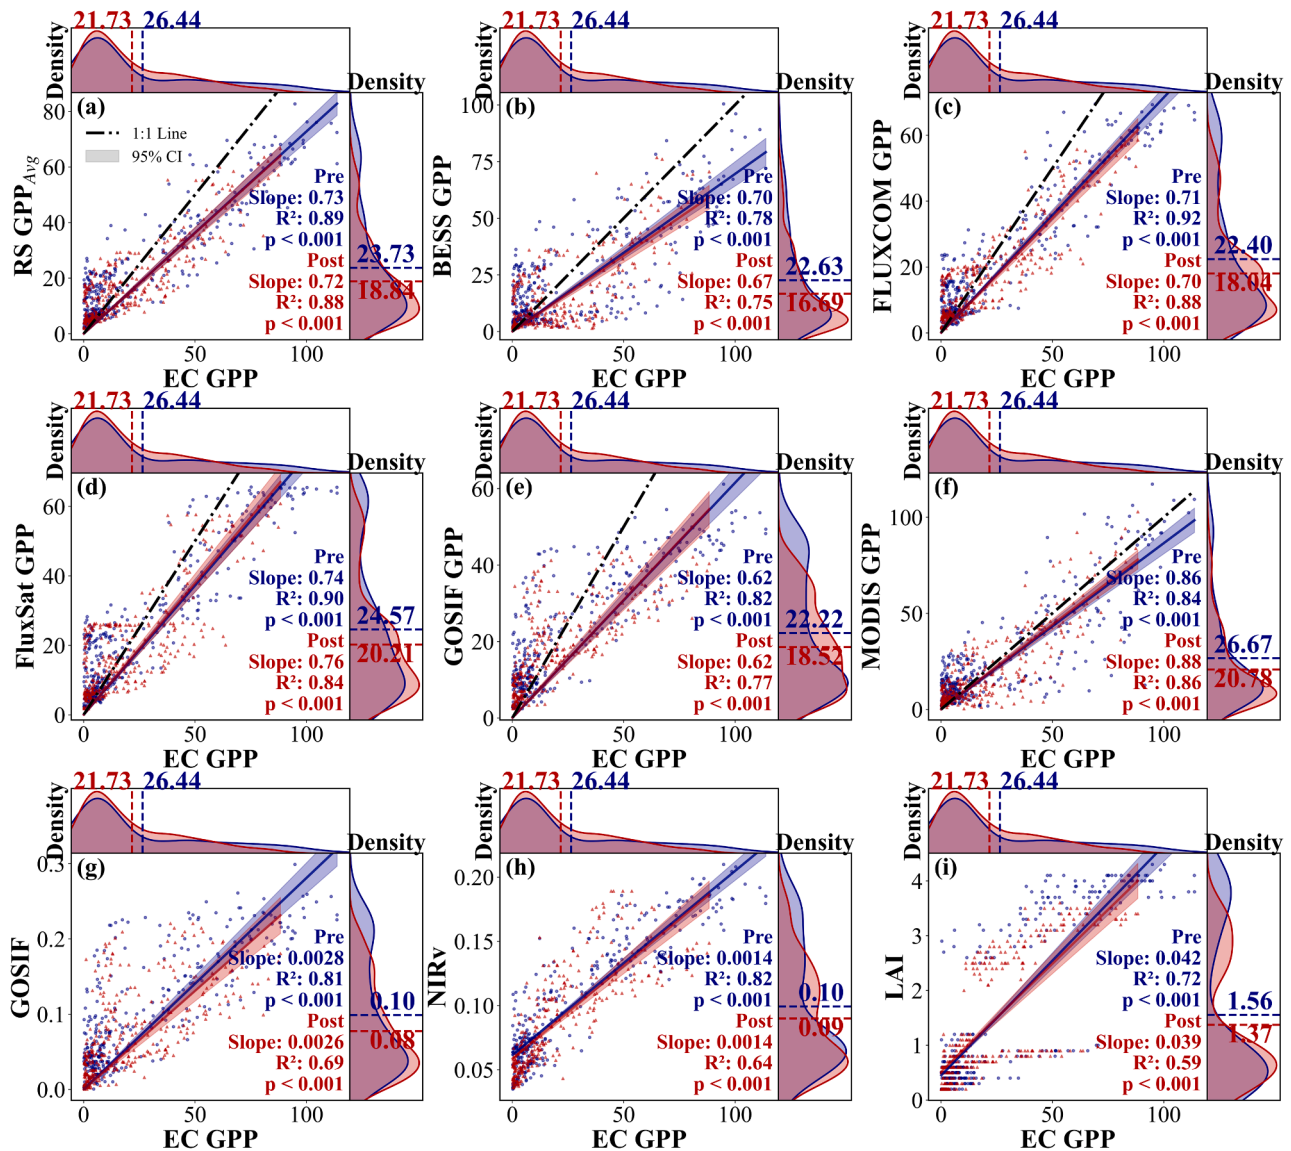 21.73 26.44
Density
Density
(a)
1:1 Line
95% CI
80
60
40
20
0
RS GPP_Avg
Pre
Slope: 0.73
R²: 0.89
p < 0.001
Post
Slope: 0.72
R²: 0.88
p < 0.001
23.73
18.84
0 50 100
EC GPP
21.73 26.44
Density
Density
(b)
100
75
50
25
0
BESS GPP
Pre
Slope: 0.70
R²: 0.78
p < 0.001
Post
Slope: 0.67
R²: 0.75
p < 0.001
22.63
16.69
0 50 100
EC GPP
21.73 26.44
Density
Density
(c)
60
40
20
0
FLUXCOM GPP
Pre
Slope: 0.71
R²: 0.92
p < 0.001
Post
Slope: 0.70
R²: 0.88
p < 0.001
22.40
18.04
0 50 100
EC GPP
21.73 26.44
Density
Density
(d)
60
40
20
0
FluxSat GPP
Pre
Slope: 0.74
R²: 0.90
p < 0.001
Post
Slope: 0.76
R²: 0.84
p < 0.001
24.57
20.21
0 50 100
EC GPP
21.73 26.44
Density
Density
(e)
60
40
20
0
GOSIF GPP
Pre
Slope: 0.62
R²: 0.82
p < 0.001
Post
Slope: 0.62
R²: 0.77
p < 0.001
22.22
18.52
0 50 100
EC GPP
21.73 26.44
Density
Density
(f)
100
50
0
MODIS GPP
Pre
Slope: 0.86
R²: 0.84
p < 0.001
Post
Slope: 0.88
R²: 0.86
p < 0.001
26.67
20.78
0 50 100
EC GPP
21.73 26.44
Density
Density
(g)
0.3
0.2
0.1
0.0
GOSIF
Pre
Slope: 0.0028
R²: 0.81
p < 0.001
Post
Slope: 0.0026
R²: 0.69
p < 0.001
0.10
0.08
0 50 100
EC GPP
21.73 26.44
Density
Density
(h)
0.20
0.15
0.10
0.05
NIRv
Pre
Slope: 0.0014
R²: 0.82
p < 0.001
Post
Slope: 0.0014
R²: 0.64
p < 0.001
0.10
0.09
0 50 100
EC GPP
21.73 26.44
Density
Density
(i)
4
3
2
1
0
LAI
Pre
Slope: 0.042
R²: 0.72
p < 0.001
Post
Slope: 0.039
R²: 0.59
p < 0.001
1.56
1.37
0 50 100
EC GPP